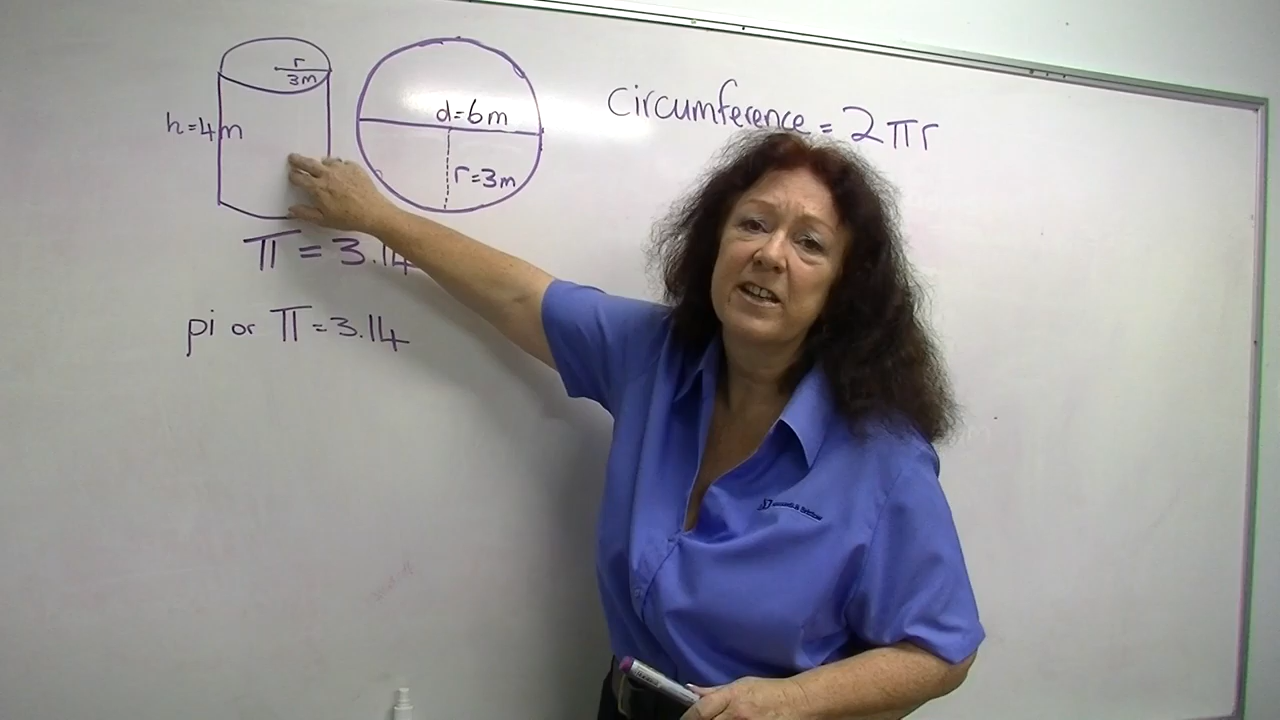 r
3m
h=4m
d=6m
r=3m
circumference = 2πr
π = 3.14
pi or π = 3.14